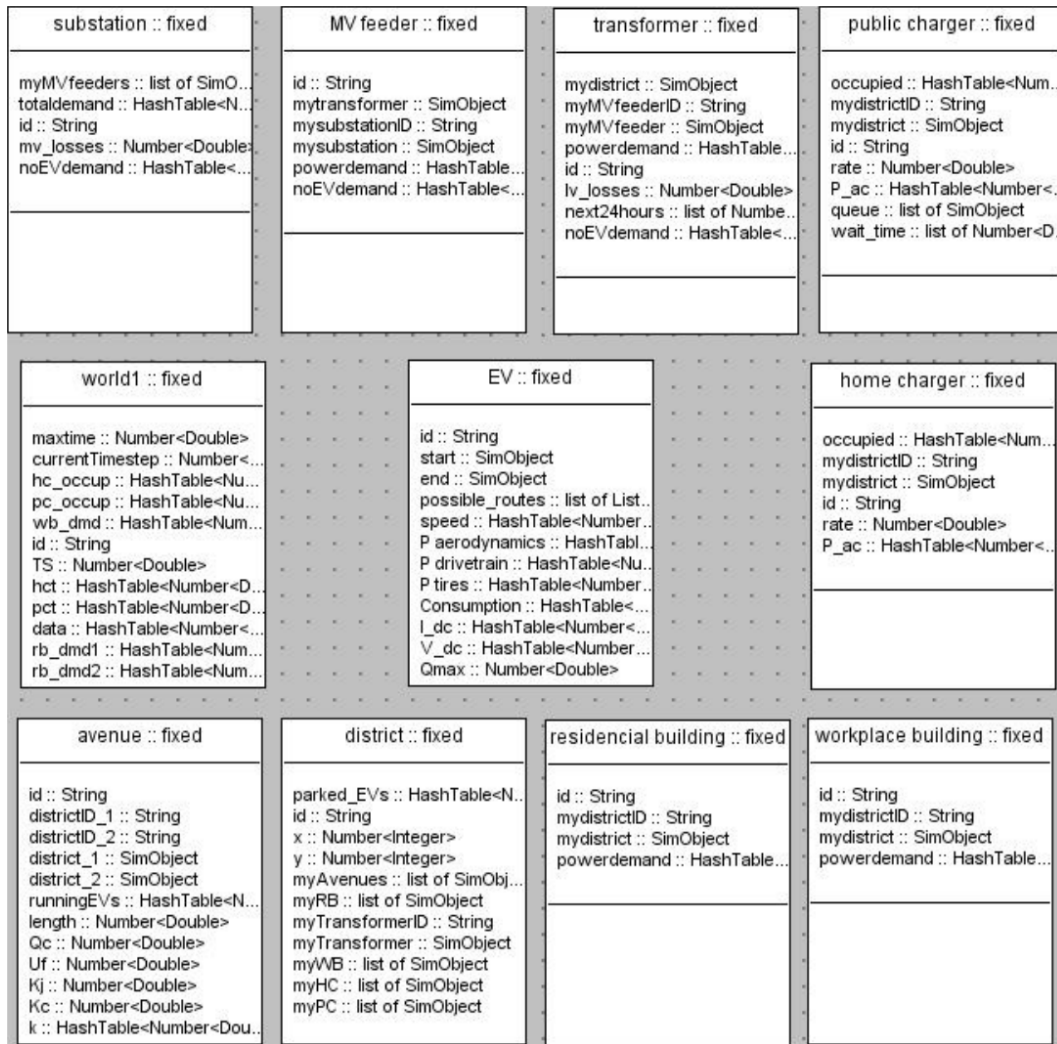 substation :: fixed
myMVfeeders :: list of SimO...
totaldemand :: HashTable<N...
id :: String
mv_losses :: Number<Double>
noEVdemand :: HashTable<...
MV feeder :: fixed
id :: String
mytransformer :: SimObject
mysubstationID :: String
mysubstation :: SimObject
powerdemand :: HashTable...
noEVdemand :: HashTable<...
transformer :: fixed
mydistrict :: SimObject
myMVfeederID :: String
myMVfeeder :: SimObject
powerdemand :: HashTable...
id :: String
lv_losses :: Number<Double>
next24hours :: list of Numbe...
noEVdemand :: HashTable<...
public charger :: fixed
occupied :: HashTable<Num...
mydistrictID :: String
mydistrict :: SimObject
id :: String
rate :: Number<Double>
P_ac :: HashTable<Number<...
queue :: list of SimObject
wait_time :: list of Number<D...
world1 :: fixed
maxtime :: Number<Double>
currentTimestep :: Number<...
hc_occup :: HashTable<Nu...
pc_occup :: HashTable<Nu...
wb_dmd :: HashTable<Num...
id :: String
TS :: Number<Double>
hct :: HashTable<Number<D...
pct :: HashTable<Number<D...
data :: HashTable<Number<...
rb_dmd1 :: HashTable<Num...
rb_dmd2 :: HashTable<Num...
EV :: fixed
id :: String
start :: SimObject
end :: SimObject
possible_routes :: list of List...
speed :: HashTable<Number...
P aerodynamics :: HashTabl...
P drivetrain :: HashTable<Nu...
P tires :: HashTable<Number...
Consumption :: HashTable<...
I_dc :: HashTable<Number<...
V_dc :: HashTable<Number...
Qmax :: Number<Double>
home charger :: fixed
occupied :: HashTable<Num...
mydistrictID :: String
mydistrict :: SimObject
id :: String
rate :: Number<Double>
P_ac :: HashTable<Number<...
avenue :: fixed
id :: String
districtID_1 :: String
districtID_2 :: String
district_1 :: SimObject
district_2 :: SimObject
runningEVs :: HashTable<N...
length :: Number<Double>
Qc :: Number<Double>
Uf :: Number<Double>
Kj :: Number<Double>
Kc :: Number<Double>
k :: HashTable<Number<Dou...
district :: fixed
parked_EVs :: HashTable<N...
id :: String
x :: Number<Integer>
y :: Number<Integer>
myAvenues :: list of SimObj...
myRB :: list of SimObject
myTransformerID :: String
myTransformer :: SimObject
myWB :: list of SimObject
myHC :: list of SimObject
myPC :: list of SimObject
residencial building :: fixed
id :: String
mydistrictID :: String
mydistrict :: SimObject
powerdemand :: HashTable...
workplace building :: fixed
id :: String
mydistrictID :: String
mydistrict :: SimObject
powerdemand :: HashTable...